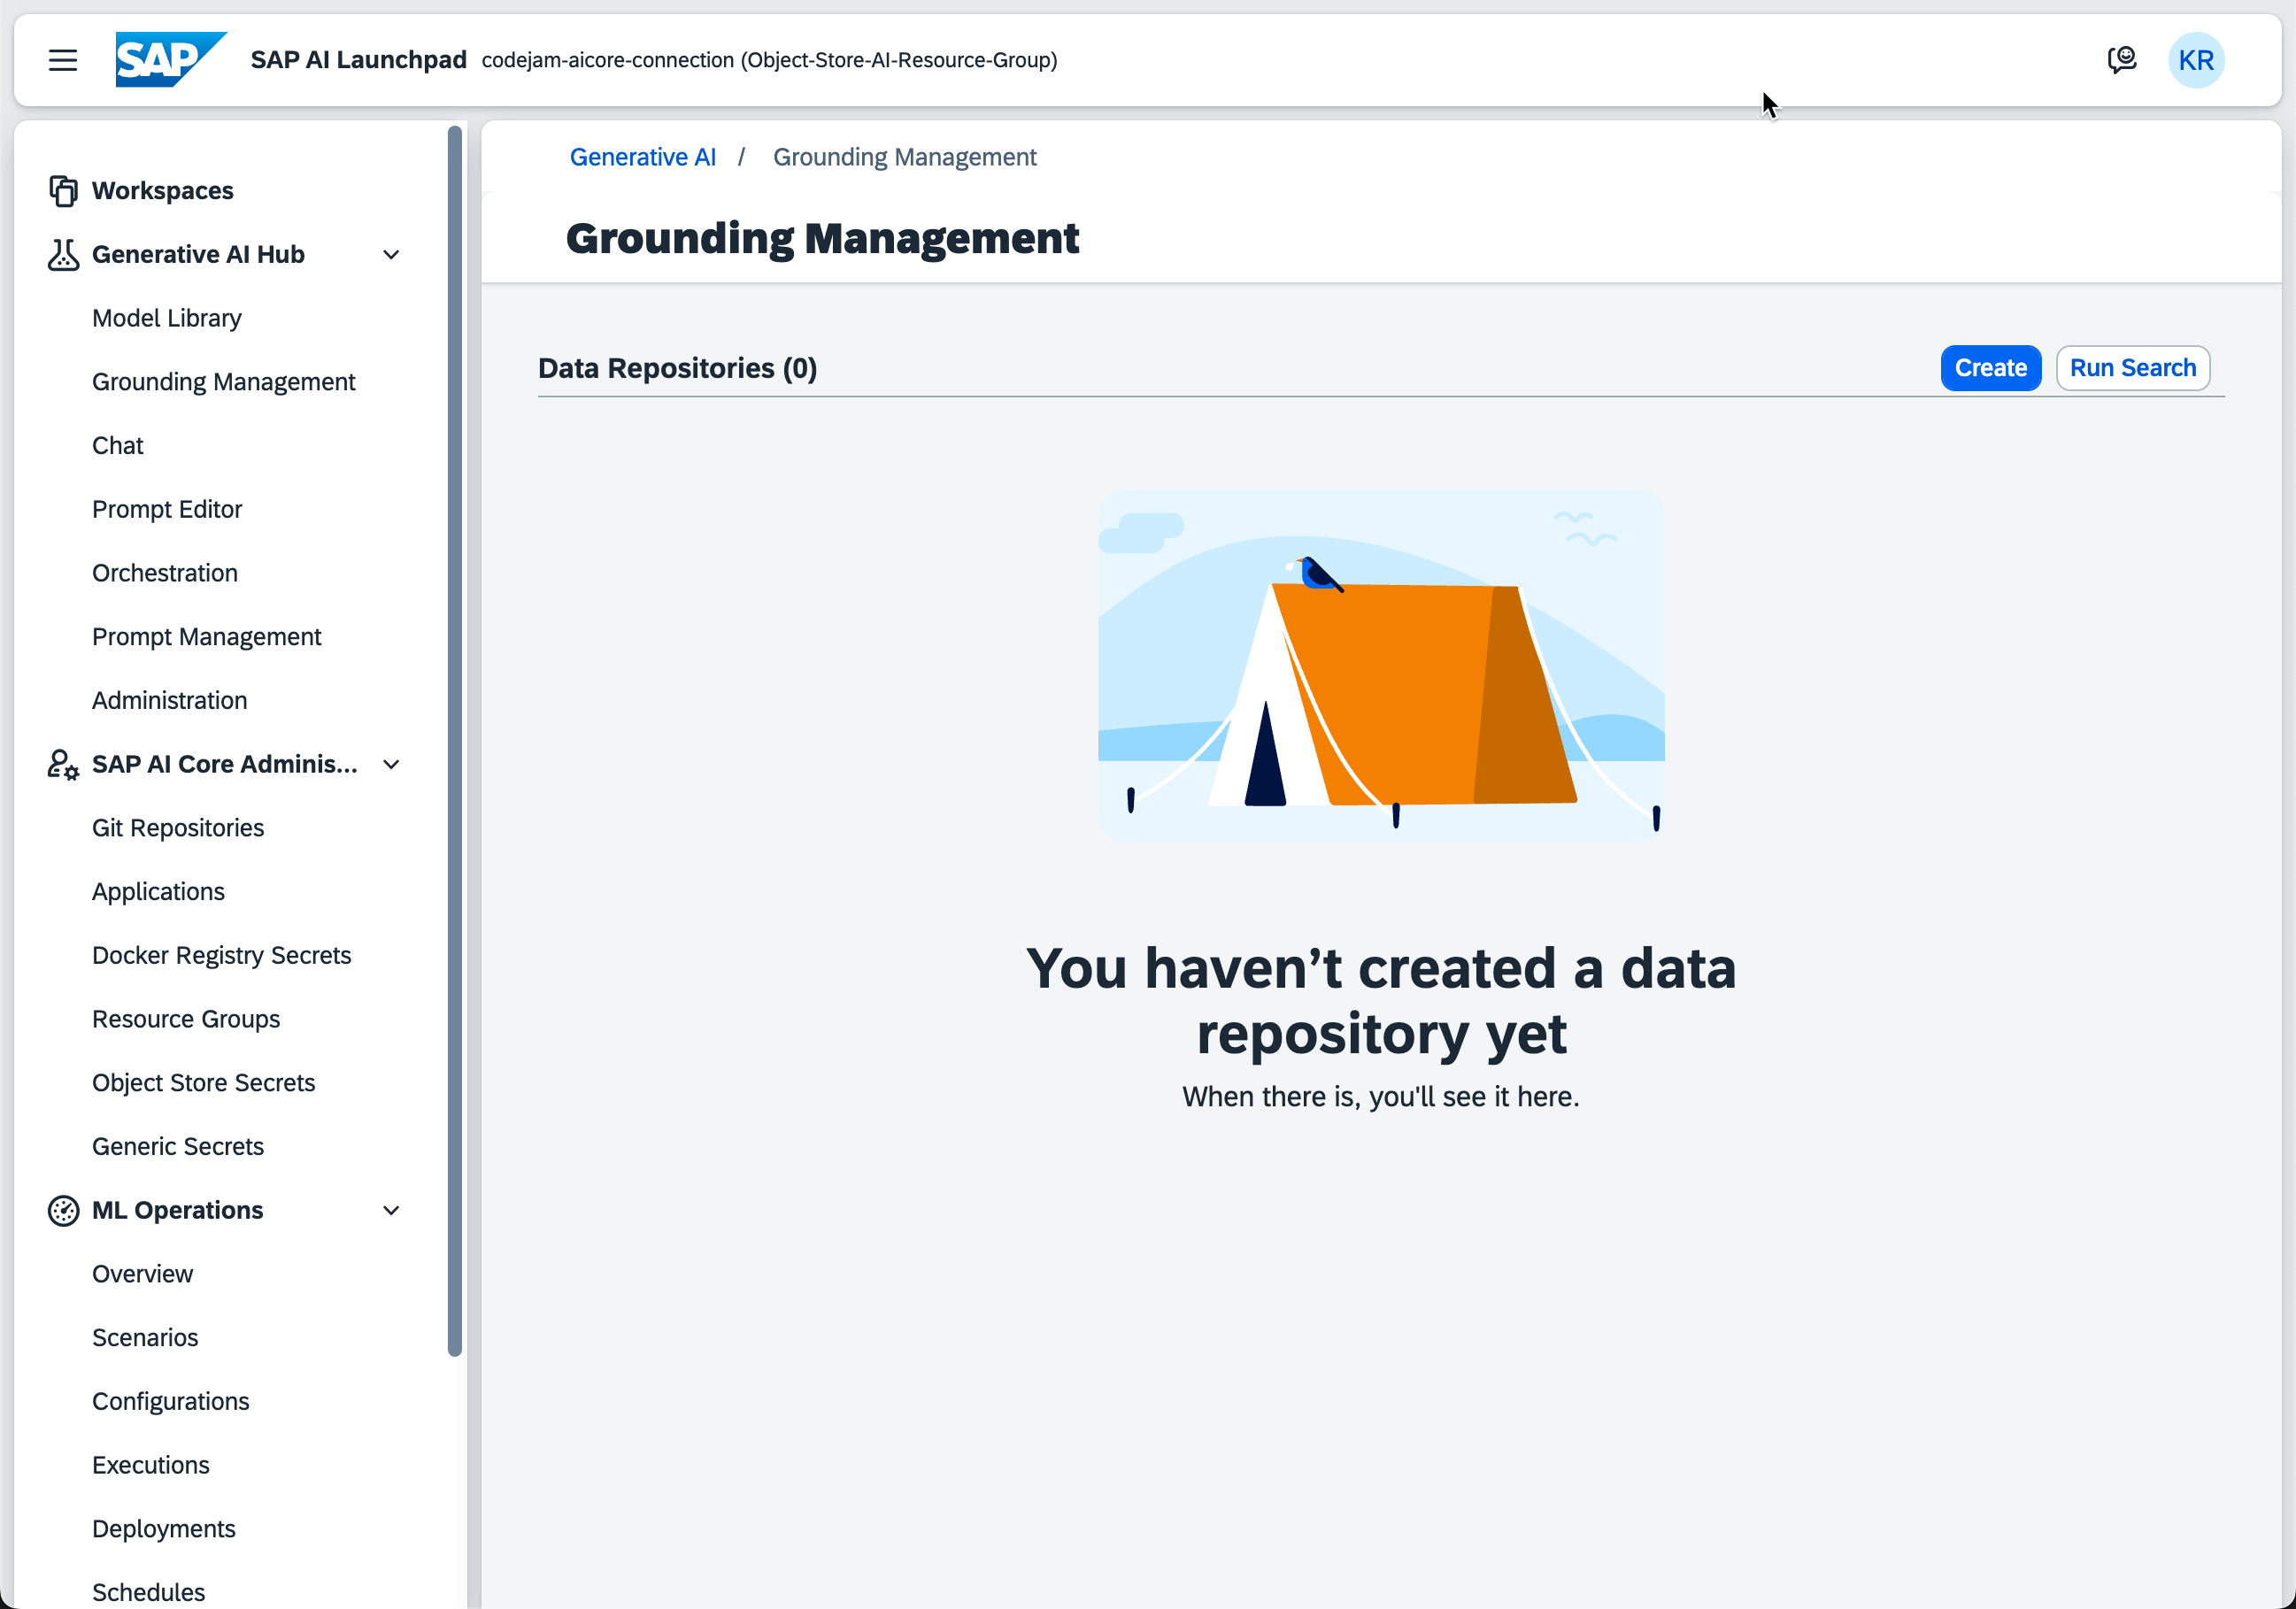 SAP
SAP AI Launchpad codejam-aicore-connection (Object-Store-AI-Resource-Group)
KR
Workspaces
Generative AI Hub
Model Library
Grounding Management
Chat
Prompt Editor
Orchestration
Prompt Management
Administration
SAP AI Core Adminis...
Git Repositories
Applications
Docker Registry Secrets
Resource Groups
Object Store Secrets
Generic Secrets
ML Operations
Overview
Scenarios
Configurations
Executions
Deployments
Schedules
Generative AI / Grounding Management
Grounding Management
Data Repositories (0)
Create
Run Search
You haven’t created a data
repository yet
When there is, you'll see it here.